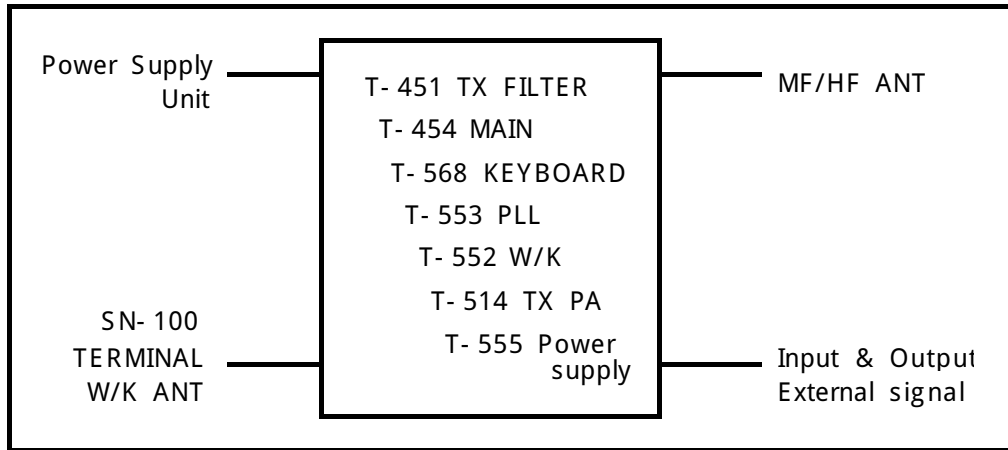 Power Supply
Unit
SN-100
TERMINAL
W/K ANT
T-451 TX FILTER
T-454 MAIN
T-568 KEYBOARD
T-553 PLL
T-552 W/K
T-514 TX PA
T-555 Power
supply
MF/HF ANT
Input & Output
External signal